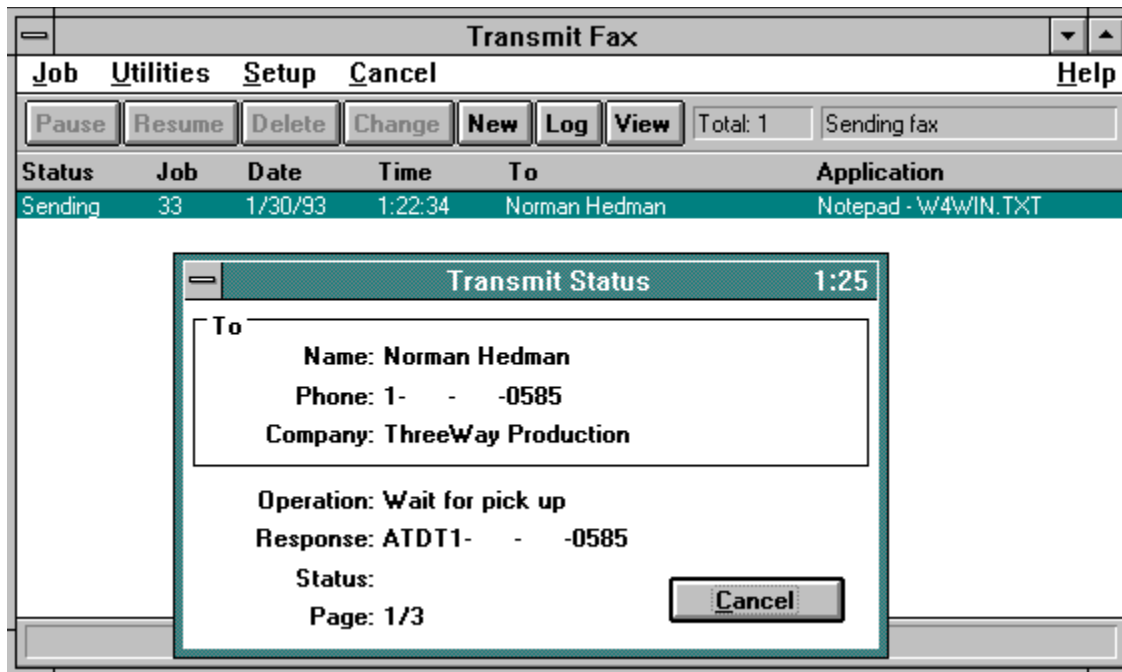 Transmit Fax
Job Utilities Setup Cancel Help
Pause Resume Delete Change New Log View Total: 1 Sending fax
Status Job Date Time To Application
Sending 33 1/30/93 1:22:34 Norman Hedman Notepad - W4WIN.TXT
Transmit Status 1:25
To
Name: Norman Hedman
Phone: 1- - -0585
Company: ThreeWay Production
Operation: Wait for pick up
Response: ATDT1- - -0585
Status:
Page: 1/3
Cancel